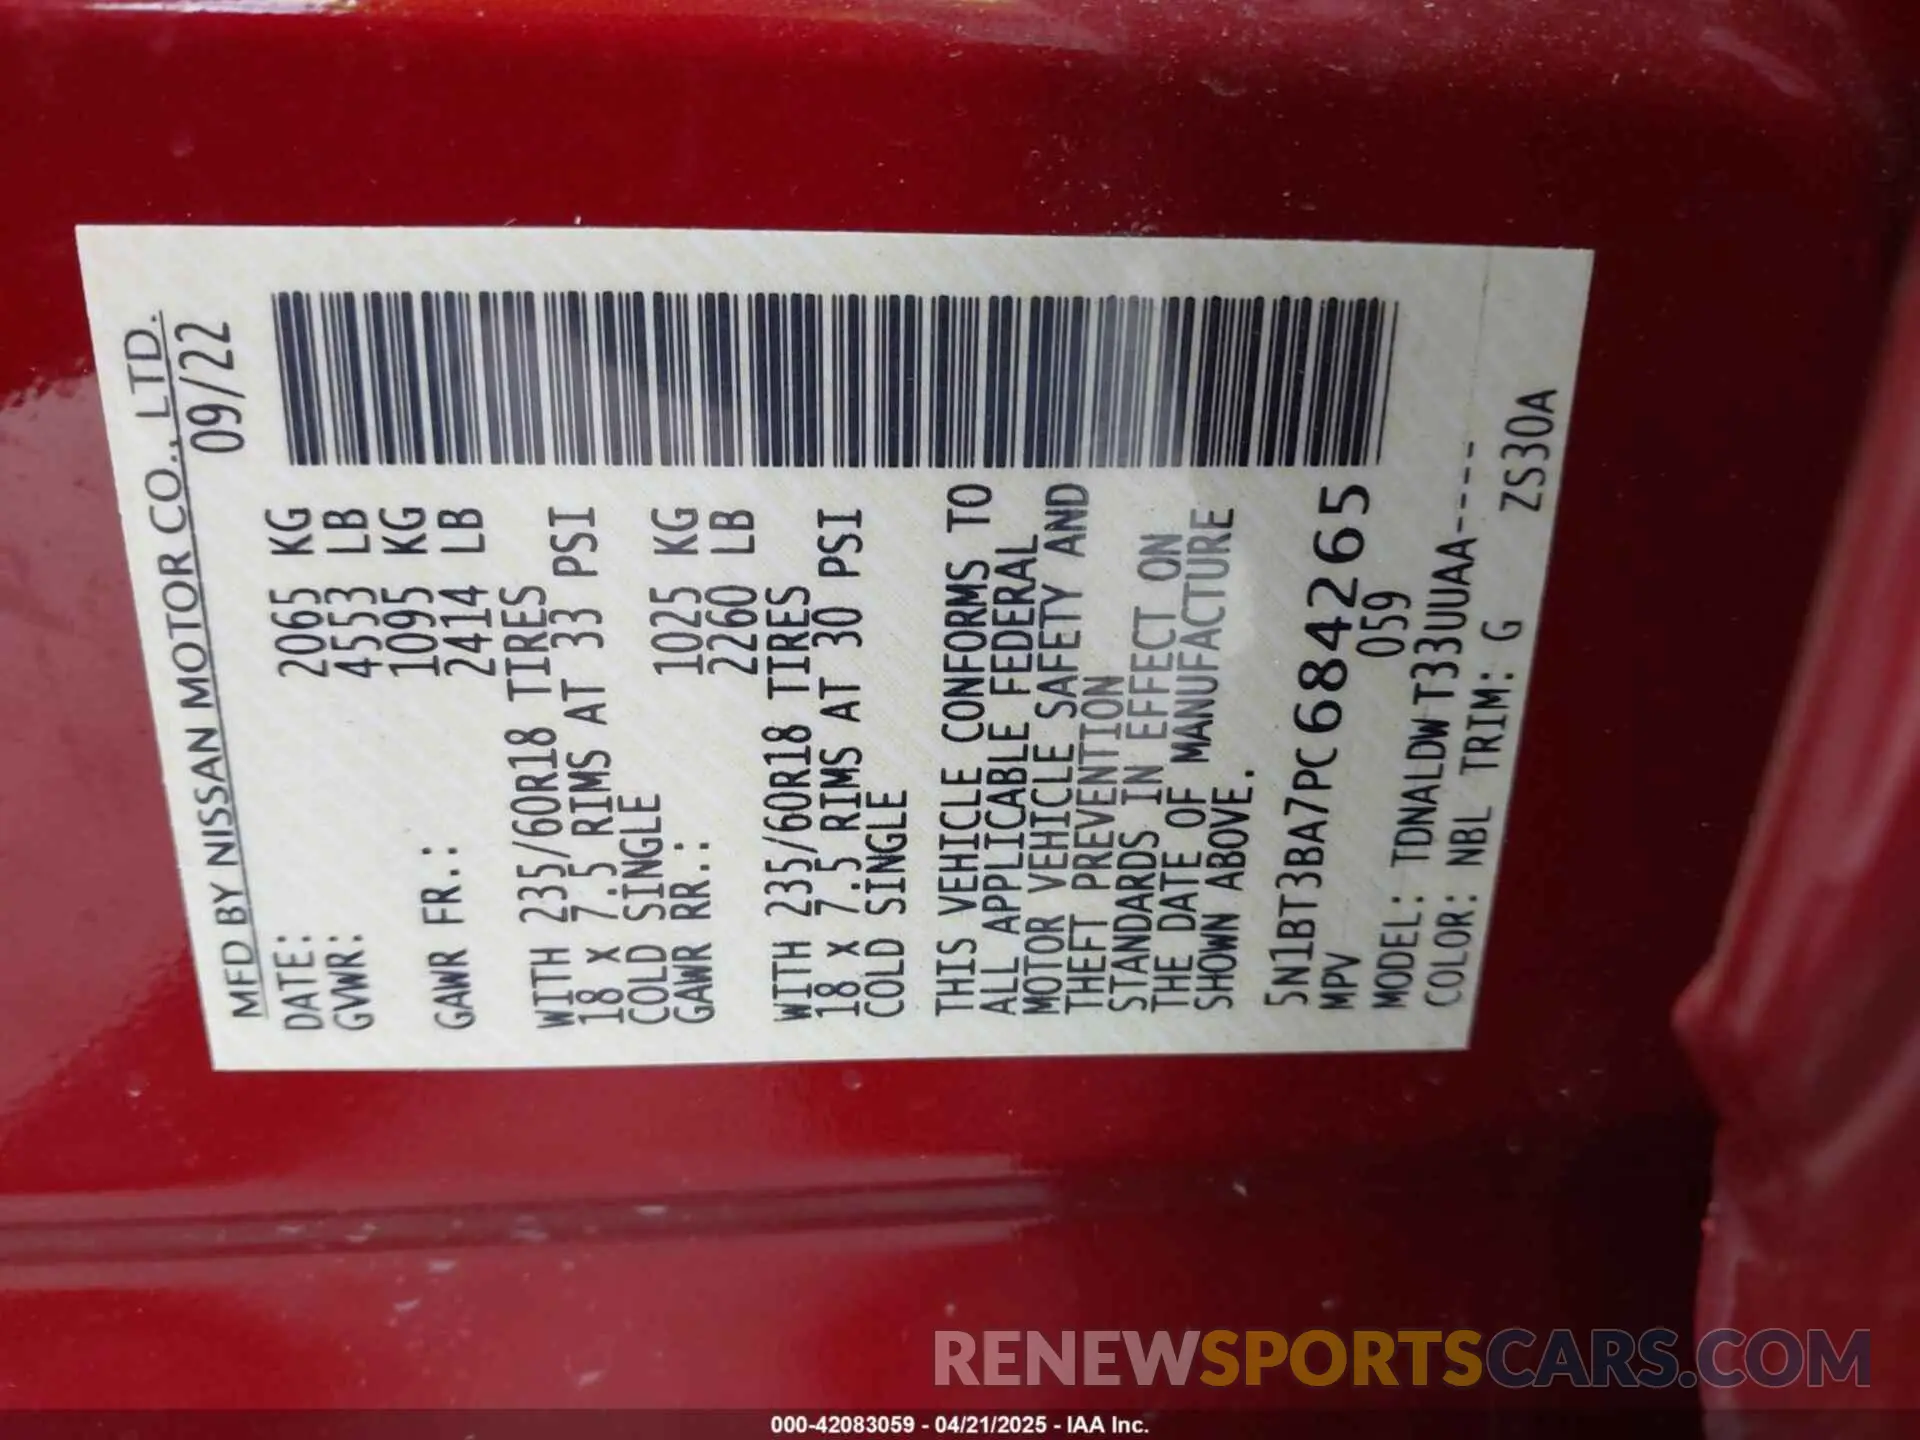 MFD BY NISSAN MOTOR CO., LTD.
DATE: 09/22
GVWR: 2065 KG
4553 LB
GAWR FR.: 1095 KG
2414 LB
WITH 235/60R18 TIRES
18 X 7.5 RIMS AT 33 PSI
COLD SINGLE
GAWR RR.: 1025 KG
2260 LB
WITH 235/60R18 TIRES
18 X 7.5 RIMS AT 30 PSI
COLD SINGLE
THIS VEHICLE CONFORMS TO
ALL APPLICABLE FEDERAL
MOTOR VEHICLE SAFETY AND
THEFT PREVENTION
STANDARDS IN EFFECT ON
THE DATE OF MANUFACTURE
SHOWN ABOVE.
5N1BT3BA7PC684265
MPV 059
MODEL: TDNALDW T33UUAA----
COLOR: NBL TRIM: G ZS30A
RENEWSPORTSCARS.COM
000-42083059 - 04/21/2025 - IAA Inc.